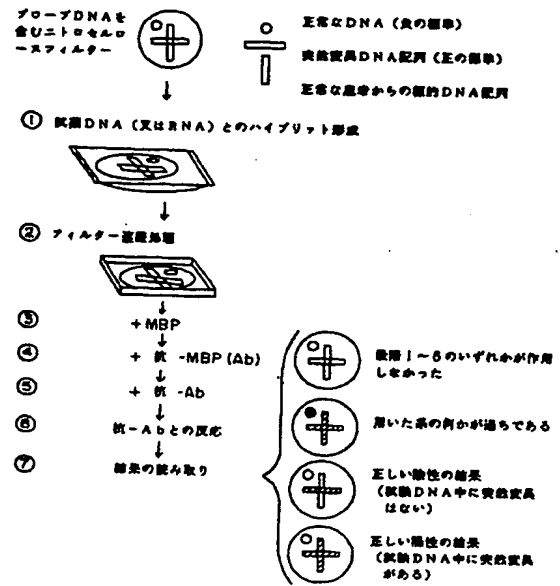 プローブDNAを
含むニトロセルロ
ースフィルター
正常なDNA(負の標準)
突然変異DNA配列(正の標準)
正常な患者からの標的DNA配列
① 試験DNA(又はRNA)とのハイブリット形成
② フィルター
③ +MBP
④ + 抗 -MBP(Ab)
⑤ + 抗 -Ab
⑥ 抗-Abとの反応
⑦ 結果の読み取り
段階1~6のいずれかが作用
しなかった
用いた系の何かが過ちである
正しい陰性の結果
(試験DNA中に突然変異
はない)
正しい陽性の結果
(試験DNA中に突然変異
がある)